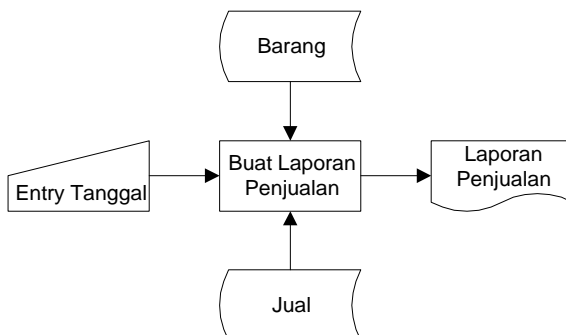 Barang
Entry Tanggal
Buat Laporan
Penjualan
Laporan
Penjualan
Jual